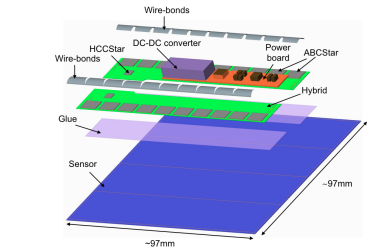 Wire-bonds
HCCStar
DC-DC converter
Power
board
ABCStar
Wire-bonds
Hybrid
Glue
Sensor
~97mm
~97mm